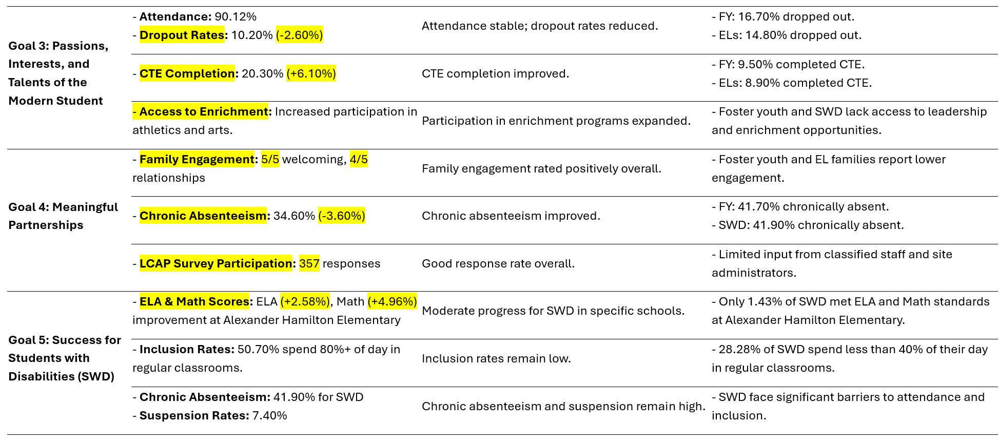 Goal 3: Passions,
Interests, and
Talents of the
Modern Student
- Attendance: 90.12%
- Dropout Rates: 10.20% (-2.60%)
Attendance stable; dropout rates reduced.
- FY: 16.70% dropped out.
- ELs: 14.80% dropped out.
- CTE Completion: 20.30% (+6.10%)
CTE completion improved.
- FY: 9.50% completed CTE.
- ELs: 8.90% completed CTE.
- Access to Enrichment: Increased participation in
athletics and arts.
Participation in enrichment programs expanded.
- Foster youth and SWD lack access to leadership
and enrichment opportunities.
Goal 4: Meaningful
Partnerships
- Family Engagement: 5/5 welcoming, 4/5
relationships
Family engagement rated positively overall.
- Foster youth and EL families report lower
engagement.
- Chronic Absenteeism: 34.60% (-3.60%)
Chronic absenteeism improved.
- FY: 41.70% chronically absent.
- SWD: 41.90% chronically absent.
- LCAP Survey Participation: 357 responses
Good response rate overall.
- Limited input from classified staff and site
administrators.
Goal 5: Success for
Students with
Disabilities (SWD)
- ELA & Math Scores: ELA (+2.58%), Math (+4.96%)
improvement at Alexander Hamilton Elementary
Moderate progress for SWD in specific schools.
- Only 1.43% of SWD met ELA and Math standards
at Alexander Hamilton Elementary.
- Inclusion Rates: 50.70% spend 80%+ of day in
regular classrooms.
Inclusion rates remain low.
- 28.28% of SWD spend less than 40% of their day
in regular classrooms.
- Chronic Absenteeism: 41.90% for SWD
- Suspension Rates: 7.40%
Chronic absenteeism and suspension remain high.
- SWD face significant barriers to attendance and
inclusion.